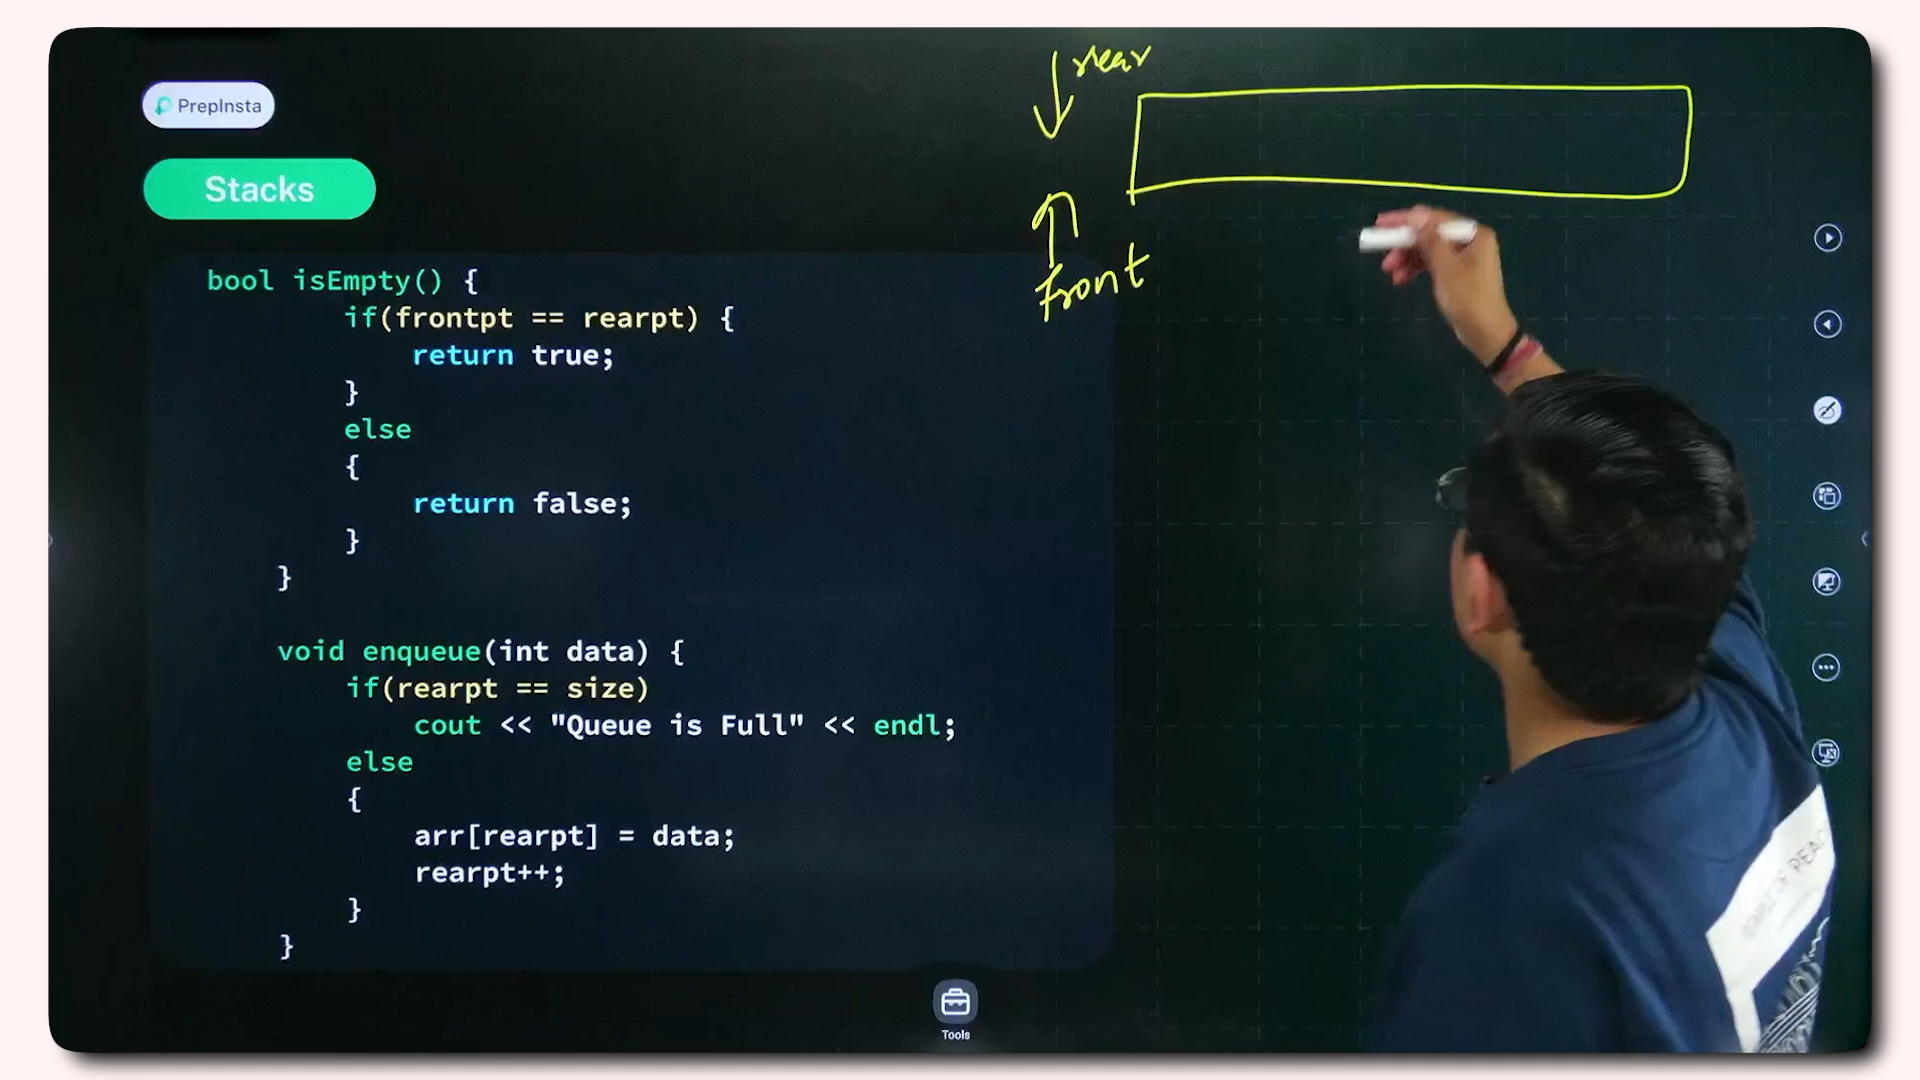 PrepInsta
Stacks
rear
front
bool isEmpty() {
if(frontpt == rearpt) {
return true;
}
else
{
return false;
}
}
void enqueue(int data) {
if(rearpt == size)
cout << "Queue is Full" << endl;
else
{
arr[rearpt] = data;
rearpt++;
}
}
Tools